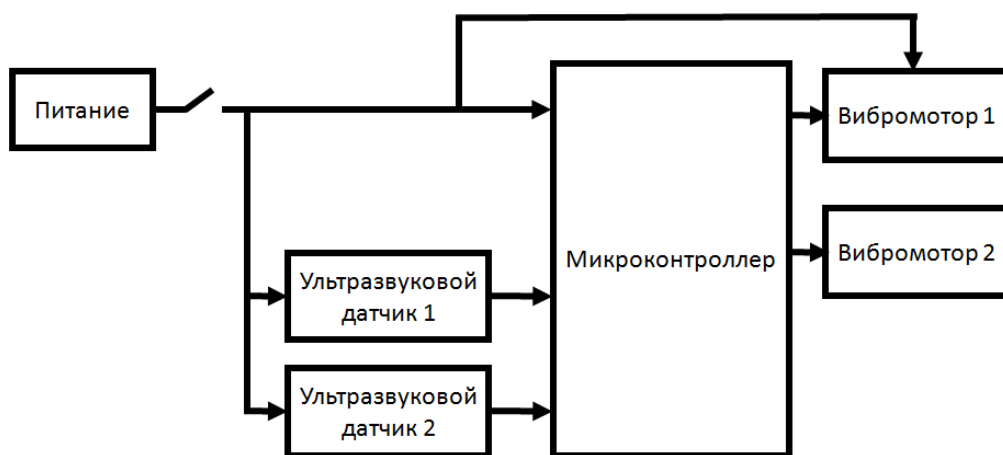 Питание
Вибромотор 1
Вибромотор 2
Микроконтроллер
Ультразвуковой
датчик 1
Ультразвуковой
датчик 2